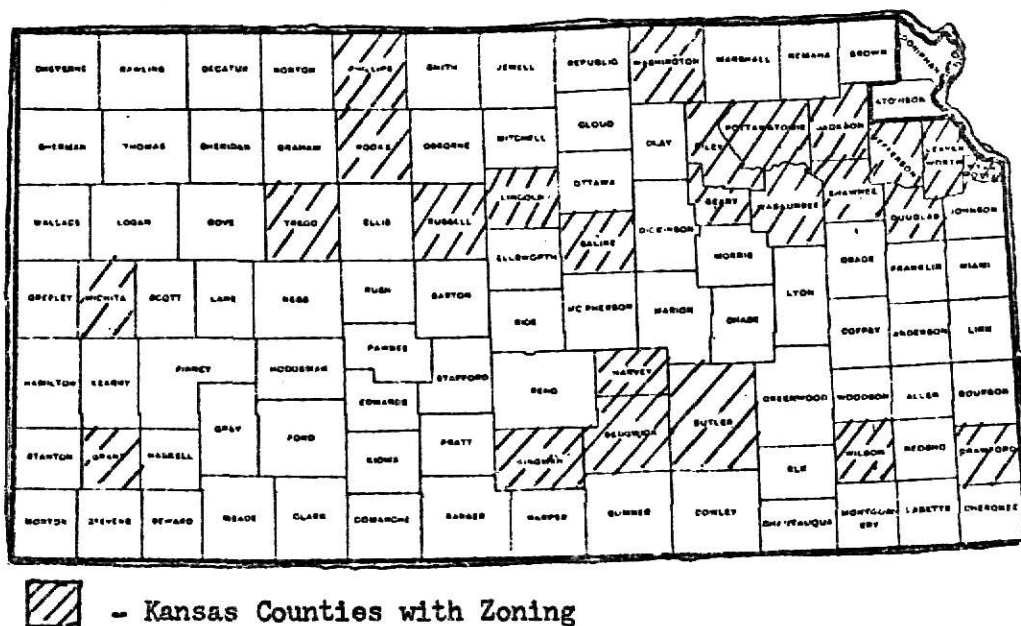 CHEYENNE RAWLINS DECATUR NORTON PHILLIPS SMITH JEWELL REPUBLIC WASHINGTON MARSHALL NEMAHA BROWN DONIPHAN
ATCHISON
SHERMAN THOMAS SHERIDAN GRAHAM ROOKS OSBORNE MITCHELL CLOUD CLAY RILEY POTTAWATOMIE JACKSON JEFFERSON LEAVENWORTH
WALLACE LOGAN GOVE TREGO ELLIS RUSSELL LINCOLN OTTAWA SALINE DICKINSON GEARY WABAUNSEE SHAWNEE DOUGLAS JOHNSON
ELLSWORTH MORRIS OSAGE FRANKLIN MIAMI
GREELEY WICHITA SCOTT LANE NESS RUSH BARTON RICE MCPHERSON MARION CHASE LYON COFFEY ANDERSON LINN
HAMILTON KEARNY FINNEY HODGEMAN PAWNEE STAFFORD RENO HARVEY
GRAY FORD EDWARDS SEDGWICK BUTLER GREENWOOD WOODSON ALLEN BOURBON
STANTON GRANT HASKELL KIOWA PRATT KINGMAN ELK WILSON NEOSHO CRAWFORD
MORTON STEVENS SEWARD MEADE CLARK COMANCHE BARBER HARPER SUMNER COWLEY CHAUTAUQUA MONTGOMERY LABETTE CHEROKEE
- Kansas Counties with Zoning